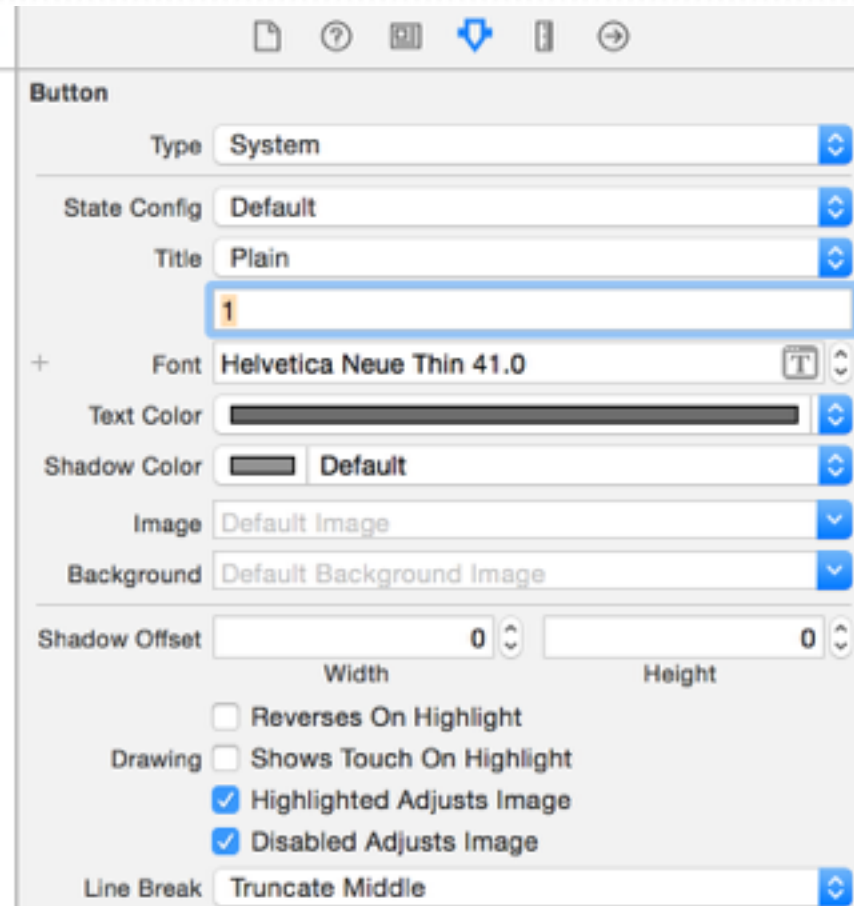 Button
Type System
State Config Default
Title Plain
1
+ Font Helvetica Neue Thin 41.0 T
Text Color
Shadow Color Default
Image Default Image
Background Default Background Image
Shadow Offset 0 0
Width Height
Reverses On Highlight
Drawing Shows Touch On Highlight
Highlighted Adjusts Image
Disabled Adjusts Image
Line Break Truncate Middle